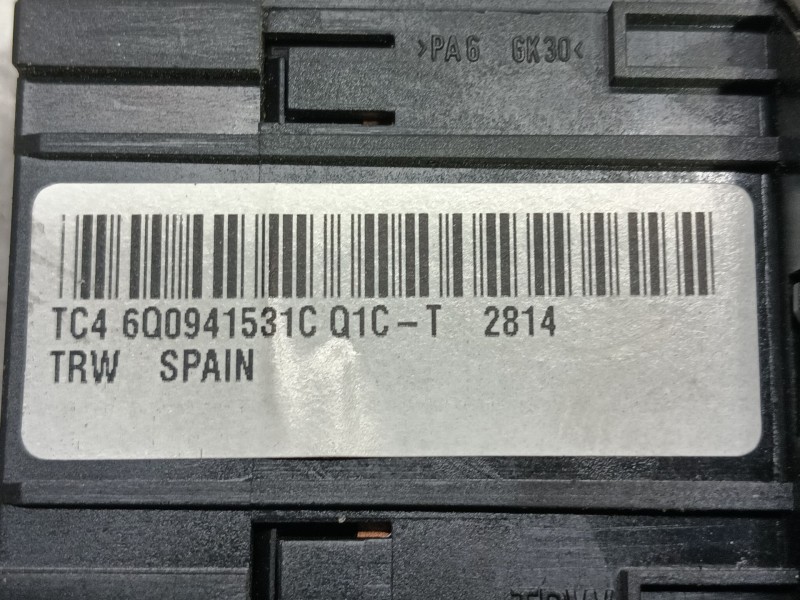 >PA6 GK30<
TC4 6Q0941531C Q1C-T 2814
TRW SPAIN